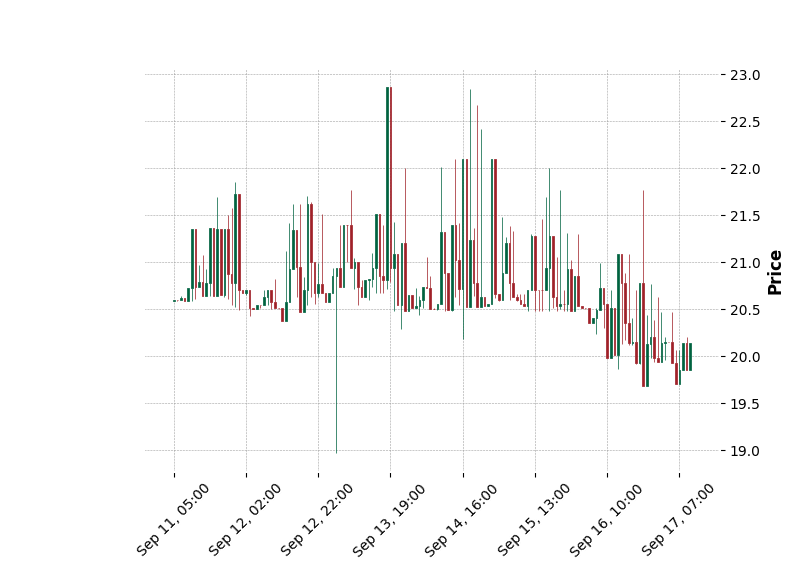 23.0
22.5
22.0
21.5
21.0
20.5
20.0
19.5
19.0
Price
Sep 11, 05:00
Sep 12, 02:00
Sep 12, 22:00
Sep 13, 19:00
Sep 14, 16:00
Sep 15, 13:00
Sep 16, 10:00
Sep 17, 07:00